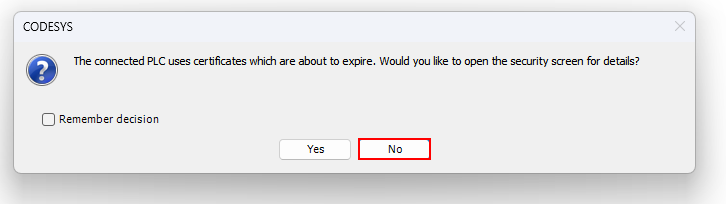 CODESYS
The connected PLC uses certificates which are about to expire. Would you like to open the security screen for details?
Remember decision
Yes
No